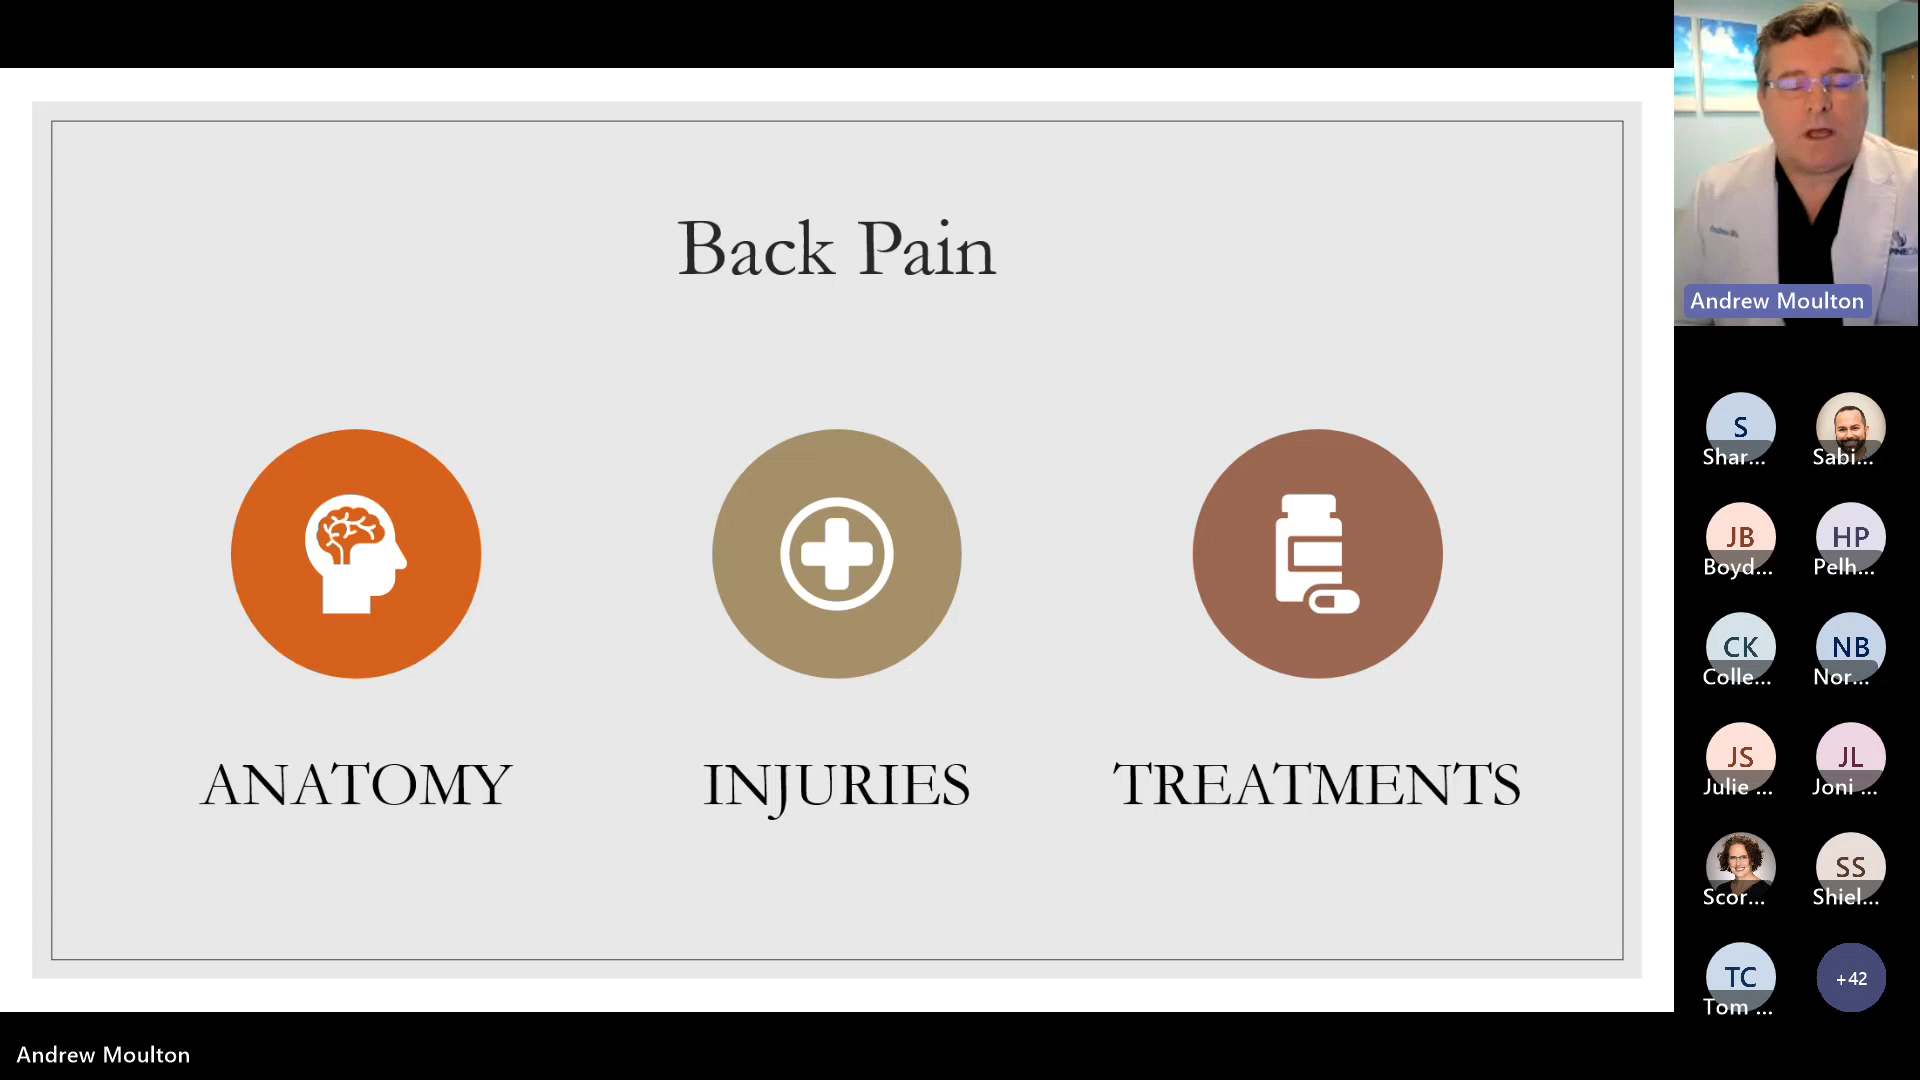 Back Pain
ANATOMY
INJURIES
TREATMENTS
Andrew Moulton
S
Shar...
Sabi...
JB
Boyd...
HP
Pelh...
CK
Colle...
NB
Nor...
JS
Julie ...
JL
Joni ...
Scor...
SS
Shiel...
TC
Tom ...
+42
Andrew Moulton